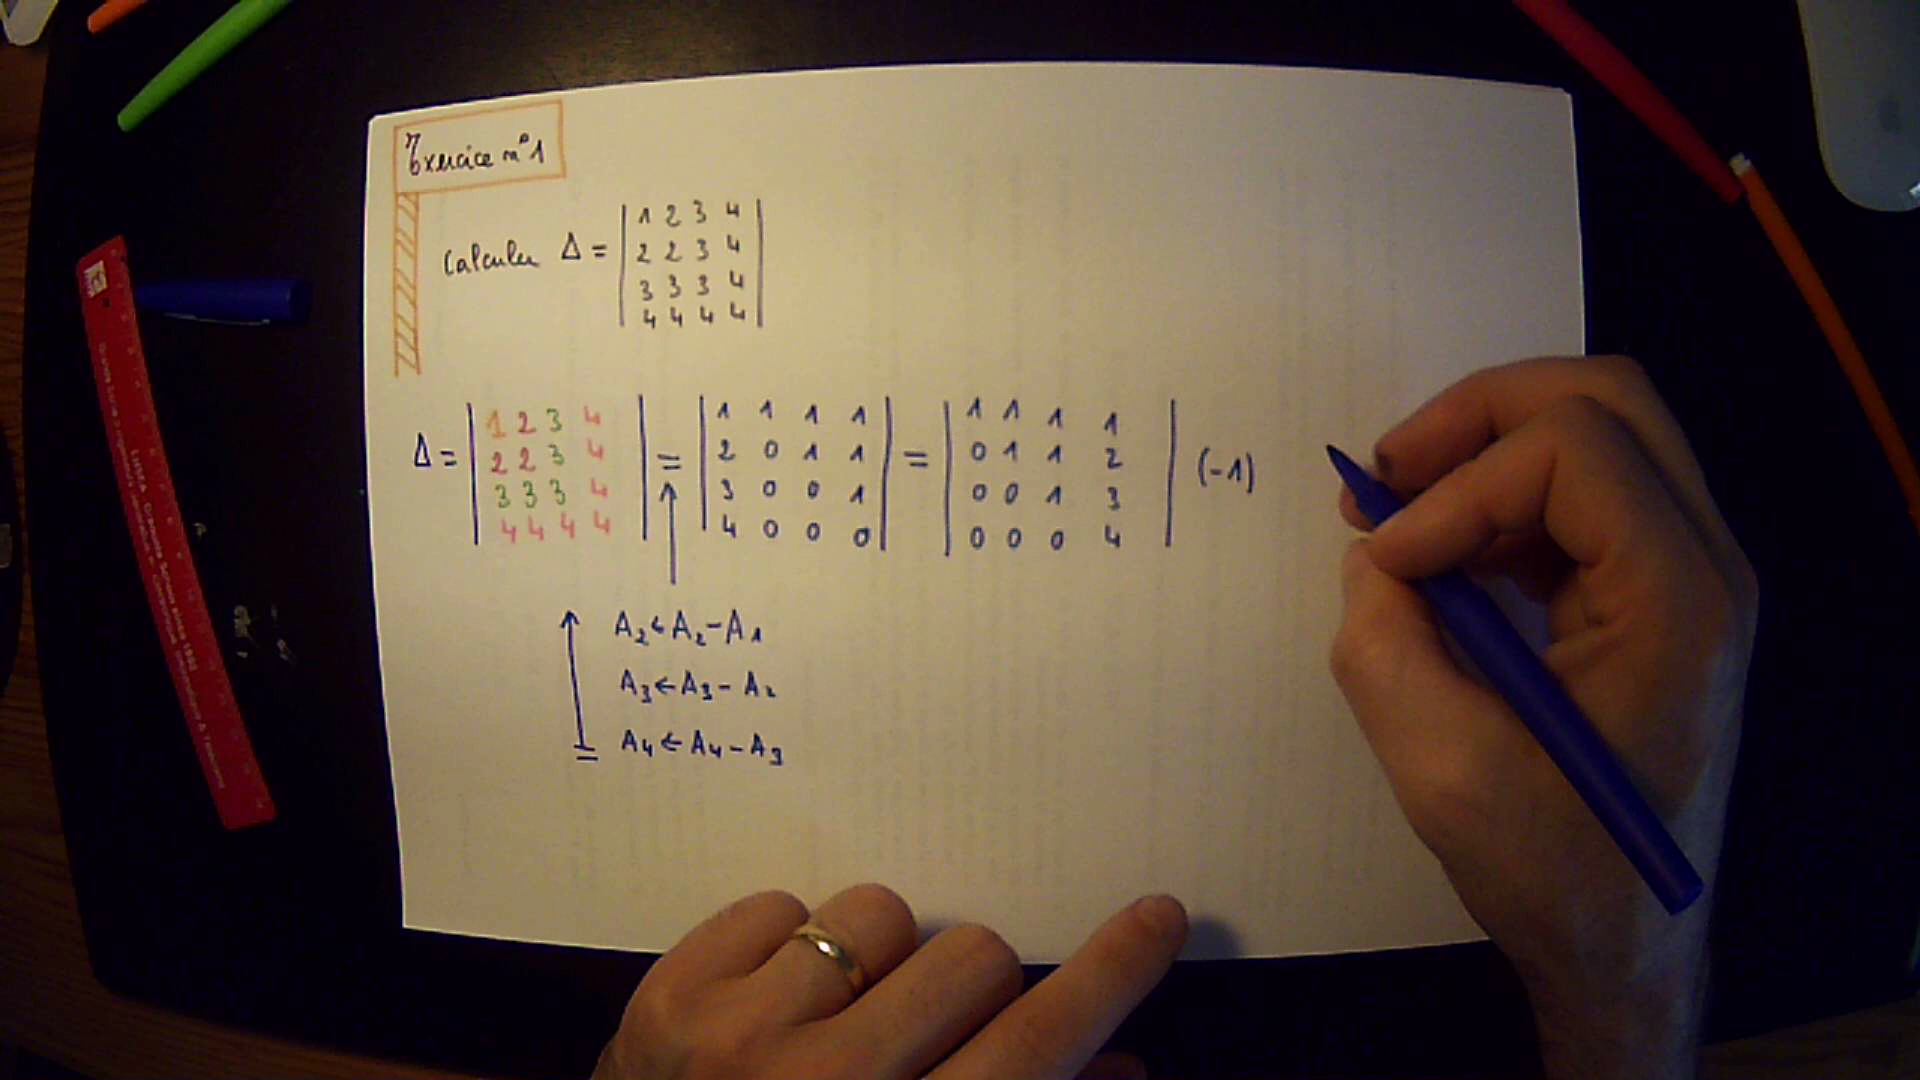 Exercice n°1
Calculer Δ = | 1 2 3 4 |
| 2 2 3 4 |
| 3 3 3 4 |
| 4 4 4 4 |
Δ = | 1 2 3 4 | = | 1 1 1 1 | = | 1 1 1 1 | (-1)
| 2 2 3 4 | | 2 0 1 1 | | 0 1 1 2 |
| 3 3 3 4 | | 3 0 0 1 | | 0 0 1 3 |
| 4 4 4 4 | | 4 0 0 0 | | 0 0 0 4 |
A₂ ← A₂ - A₁
A₃ ← A₃ - A₂
A₄ ← A₄ - A₃